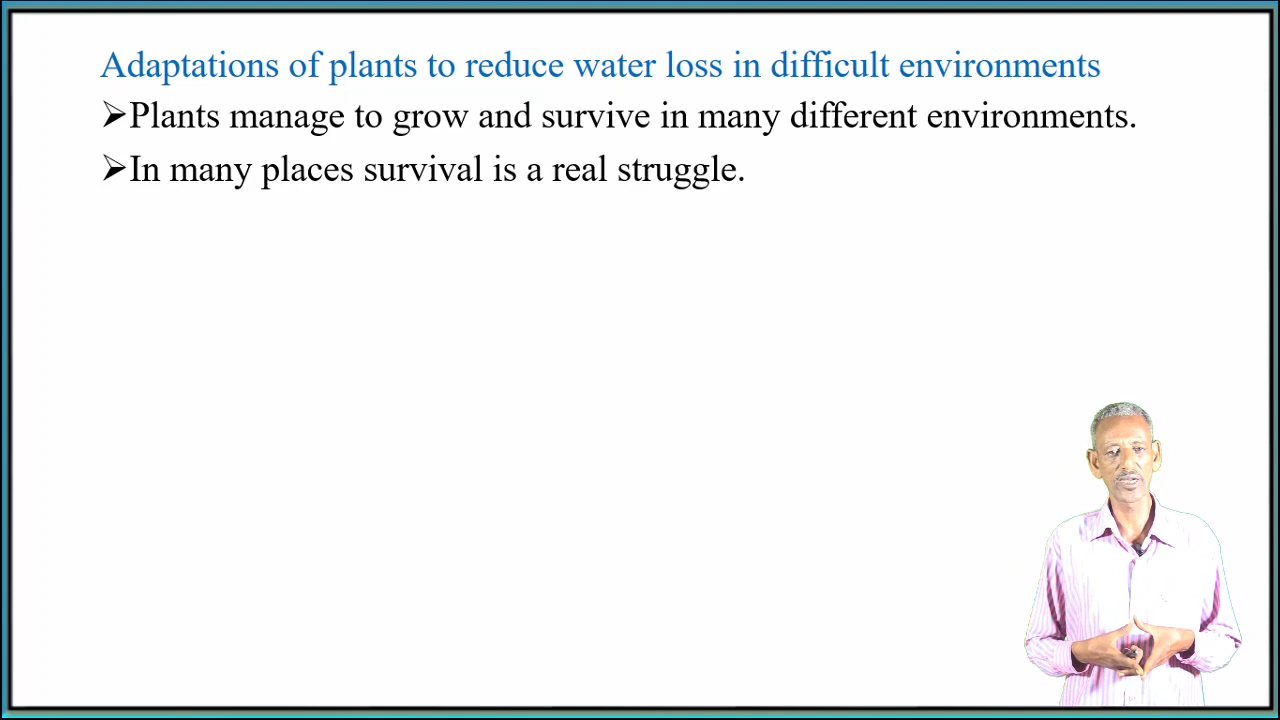 Adaptations of plants to reduce water loss in difficult environments
➢Plants manage to grow and survive in many different environments.
➢In many places survival is a real struggle.